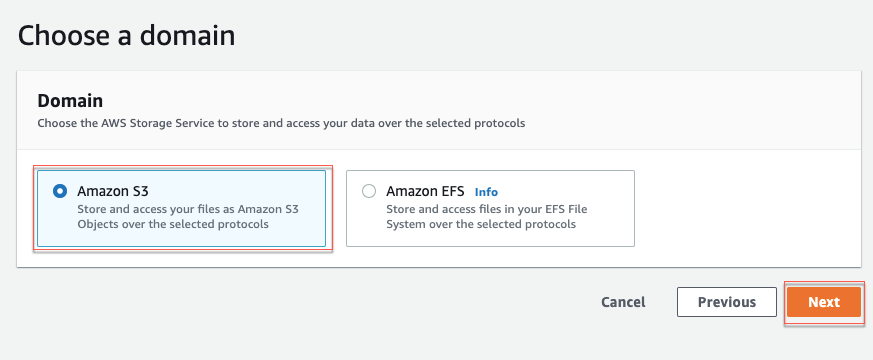 Choose a domain
Domain
Choose the AWS Storage Service to store and access your data over the selected protocols
Amazon S3
Store and access your files as Amazon S3
Objects over the selected protocols
Amazon EFS Info
Store and access files in your EFS File
System over the selected protocols
Cancel
Previous
Next